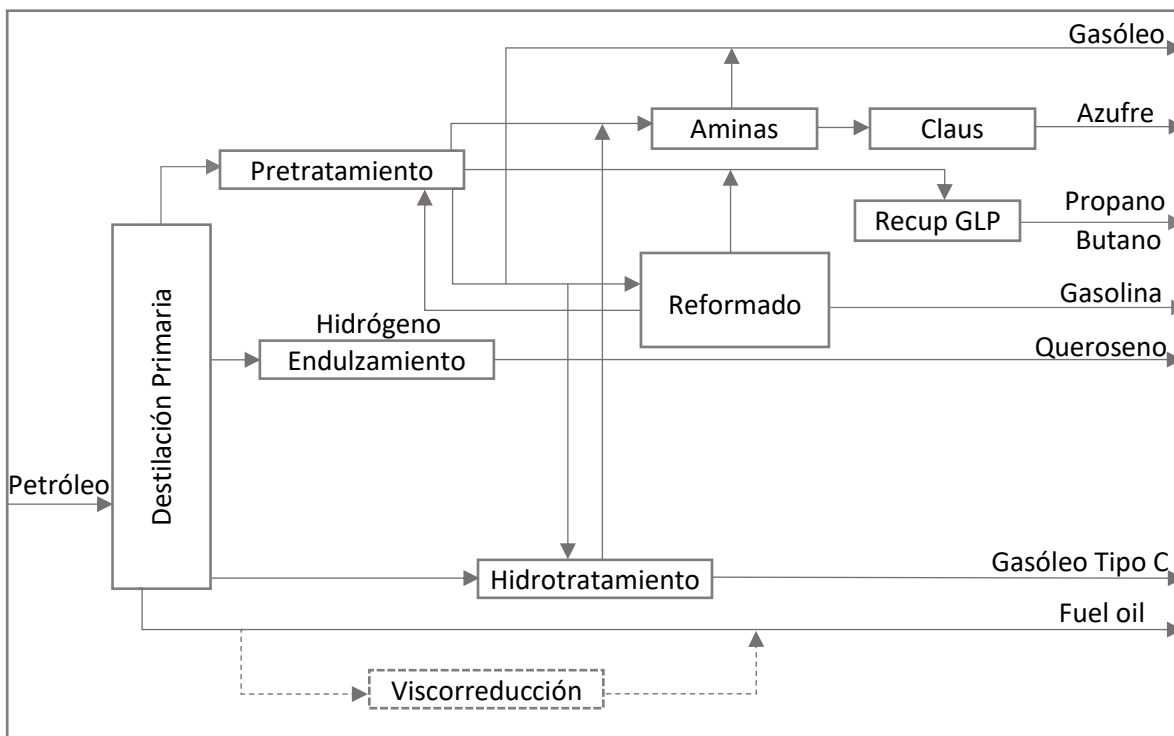 Gasóleo
Aminas
Claus
Azufre
Pretratamiento
Recup GLP
Propano
Butano
Destilación Primaria
Reformado
Gasolina
Hidrógeno
Endulzamiento
Queroseno
Petróleo
Hidrotratamiento
Gasóleo Tipo C
Fuel oil
Viscorreducción